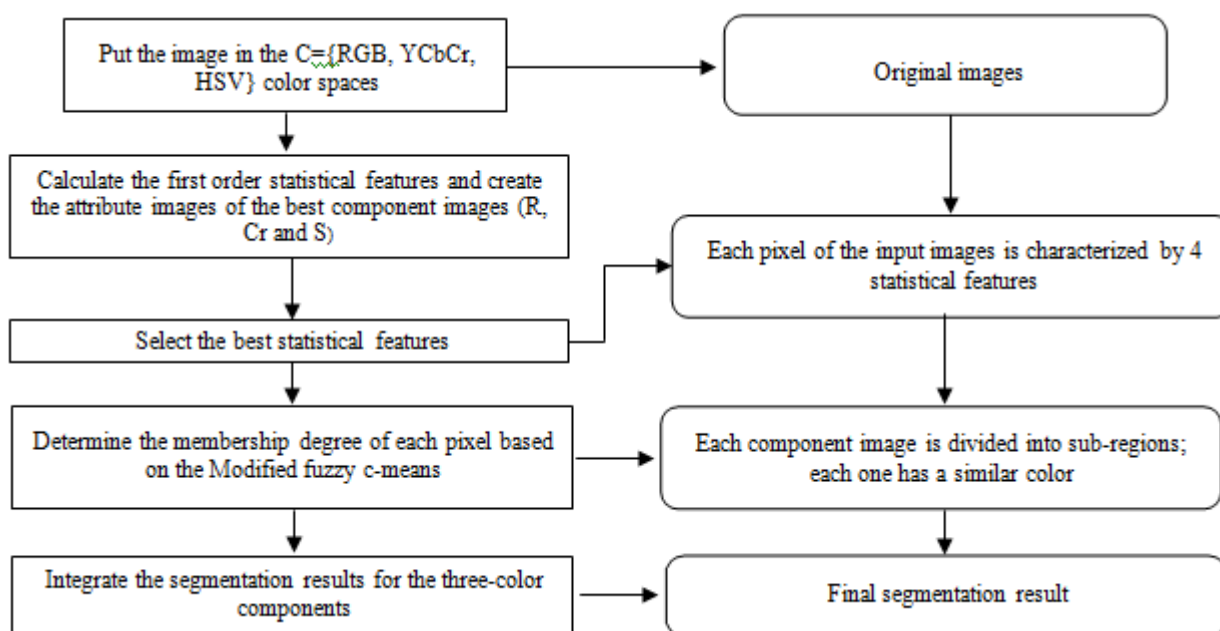 Put the image in the C={RGB, YCbCr,
HSV} color spaces
Original images
Calculate the first order statistical features and create
the attribute images of the best component images (R,
Cr and S)
Each pixel of the input images is characterized by 4
statistical features
Select the best statistical features
Determine the membership degree of each pixel based
on the Modified fuzzy c-means
Each component image is divided into sub-regions;
each one has a similar color
Integrate the segmentation results for the three-color
components
Final segmentation result